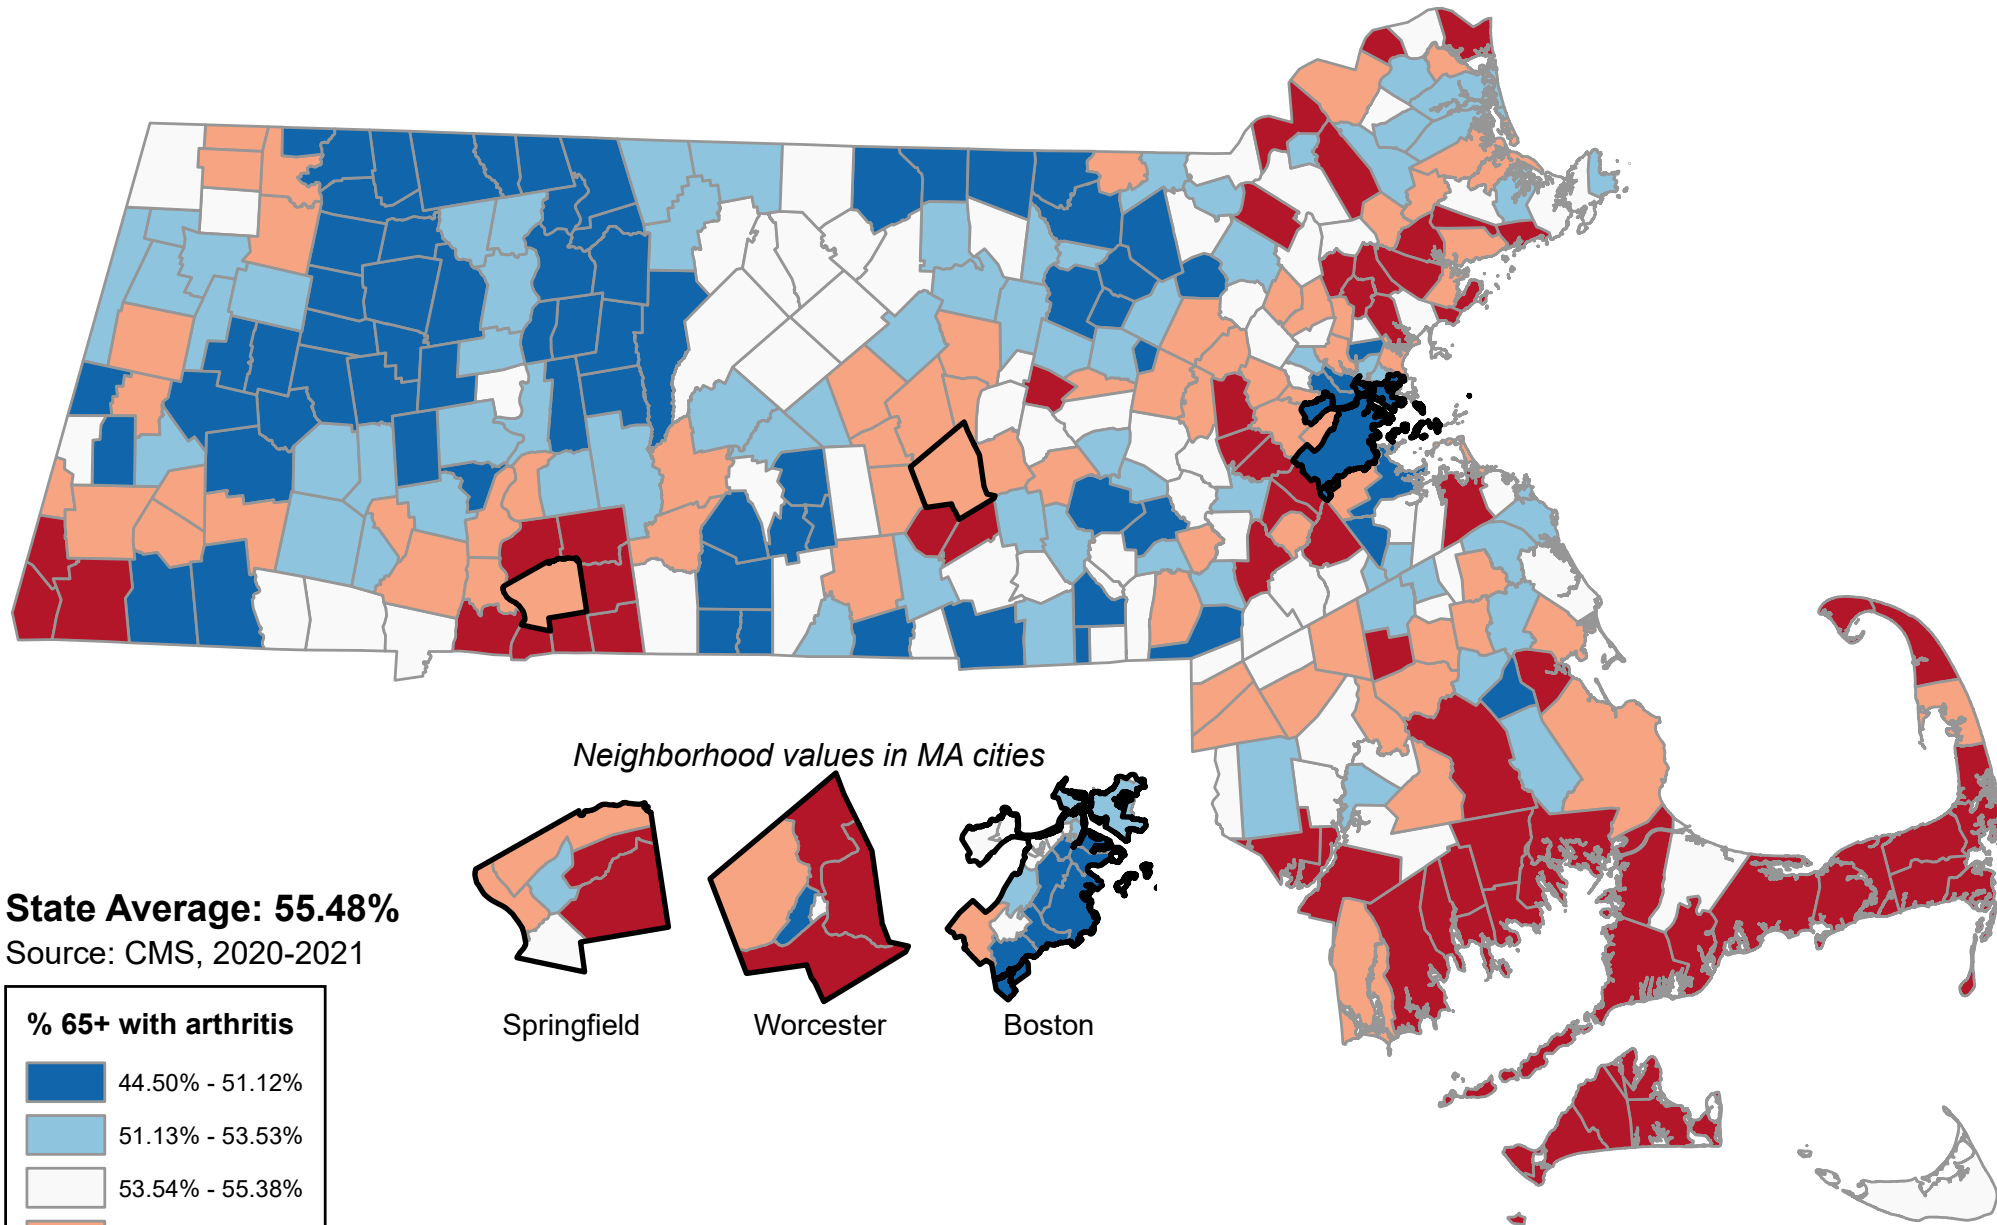 Neighborhood values in MA cities
Springfield
Worcester
Boston
State Average: 55.48%
Source: CMS, 2020-2021
% 65+ with arthritis
44.50% - 51.12%
51.13% - 53.53%
53.54% - 55.38%